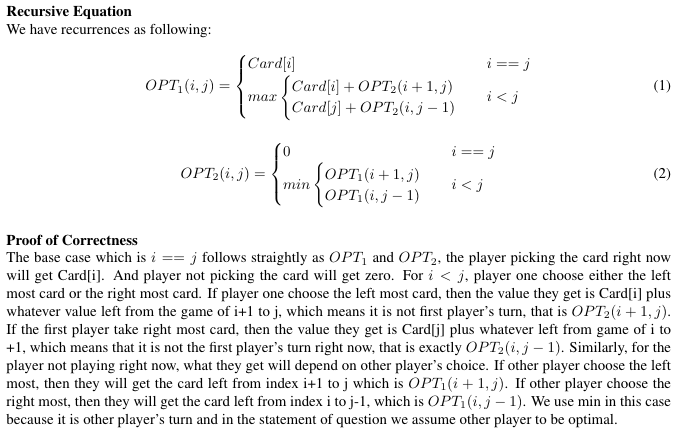 Recursive Equation
We have recurrences as following:
OPT₁(i, j) = { Card[i] i == j
max { Card[i] + OPT₂(i + 1, j)
Card[j] + OPT₂(i, j − 1) i < j (1)
OPT₂(i, j) = { 0 i == j
min { OPT₁(i + 1, j)
OPT₁(i, j − 1) i < j (2)
Proof of Correctness
The base case which is i == j follows straightly as OPT₁ and OPT₂, the player picking the card right now
will get Card[i]. And player not picking the card will get zero. For i < j, player one choose either the left
most card or the right most card. If player one choose the left most card, then the value they get is Card[i] plus
whatever value left from the game of i+1 to j, which means it is not first player's turn, that is OPT₂(i + 1, j).
If the first player take right most card, then the value they get is Card[j] plus whatever left from game of i to
+1, which means that it is not the first player's turn right now, that is exactly OPT₂(i, j − 1). Similarly, for the
player not playing right now, what they get will depend on other player's choice. If other player choose the left
most, then they will get the card left from index i+1 to j which is OPT₁(i + 1, j). If other player choose the
right most, then they will get the card left from index i to j-1, which is OPT₁(i, j − 1). We use min in this case
because it is other player's turn and in the statement of question we assume other player to be optimal.